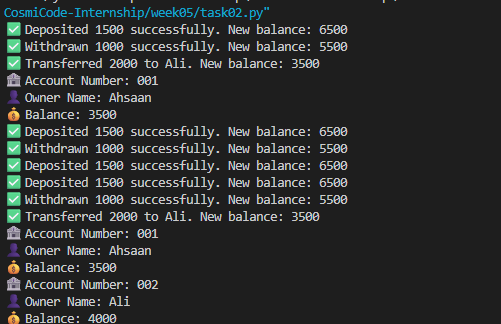 CosmiCode-Internship/week05/task02.py"
✅ Deposited 1500 successfully. New balance: 6500
✅ Withdrawn 1000 successfully. New balance: 5500
✅ Transferred 2000 to Ali. New balance: 3500
🏦 Account Number: 001
👤 Owner Name: Ahsaan
💰 Balance: 3500
✅ Deposited 1500 successfully. New balance: 6500
✅ Withdrawn 1000 successfully. New balance: 5500
✅ Deposited 1500 successfully. New balance: 6500
✅ Deposited 1500 successfully. New balance: 6500
✅ Withdrawn 1000 successfully. New balance: 5500
✅ Transferred 2000 to Ali. New balance: 3500
🏦 Account Number: 001
👤 Owner Name: Ahsaan
💰 Balance: 3500
🏦 Account Number: 002
👤 Owner Name: Ali
💰 Balance: 4000